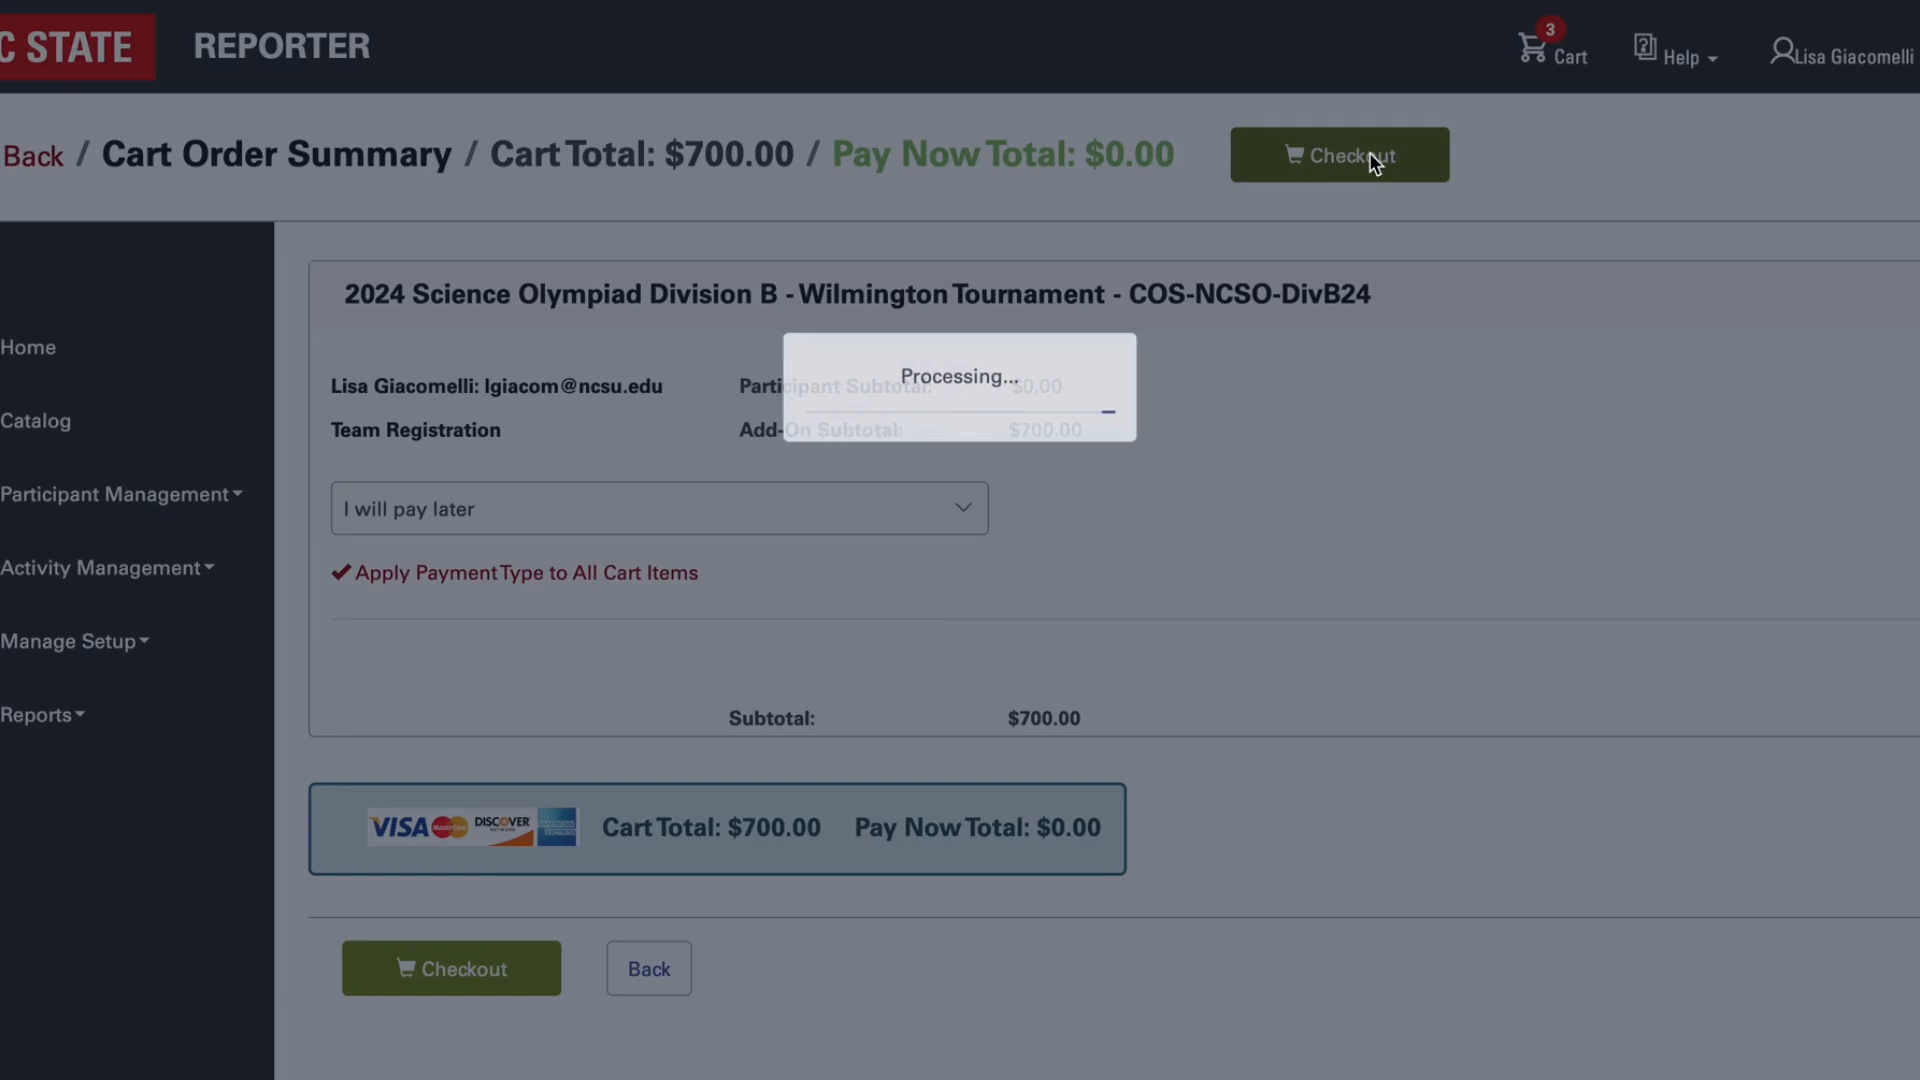 C STATE REPORTER 3 Cart Help Lisa Giacomelli
Back / Cart Order Summary / Cart Total: $700.00 / Pay Now Total: $0.00 Checkout
2024 Science Olympiad Division B - Wilmington Tournament - COS-NCSO-DivB24
Home
Processing...
Lisa Giacomelli: lgiacom@ncsu.edu Participant Subtotal: $0.00
Catalog
Team Registration Add-On Subtotal: $700.00
Participant Management
I will pay later
Activity Management
Apply Payment Type to All Cart Items
Manage Setup
Reports
Subtotal: $700.00
VISA MasterCard DISCOVER NETWORK AMERICAN EXPRESS Cart Total: $700.00 Pay Now Total: $0.00
Checkout Back